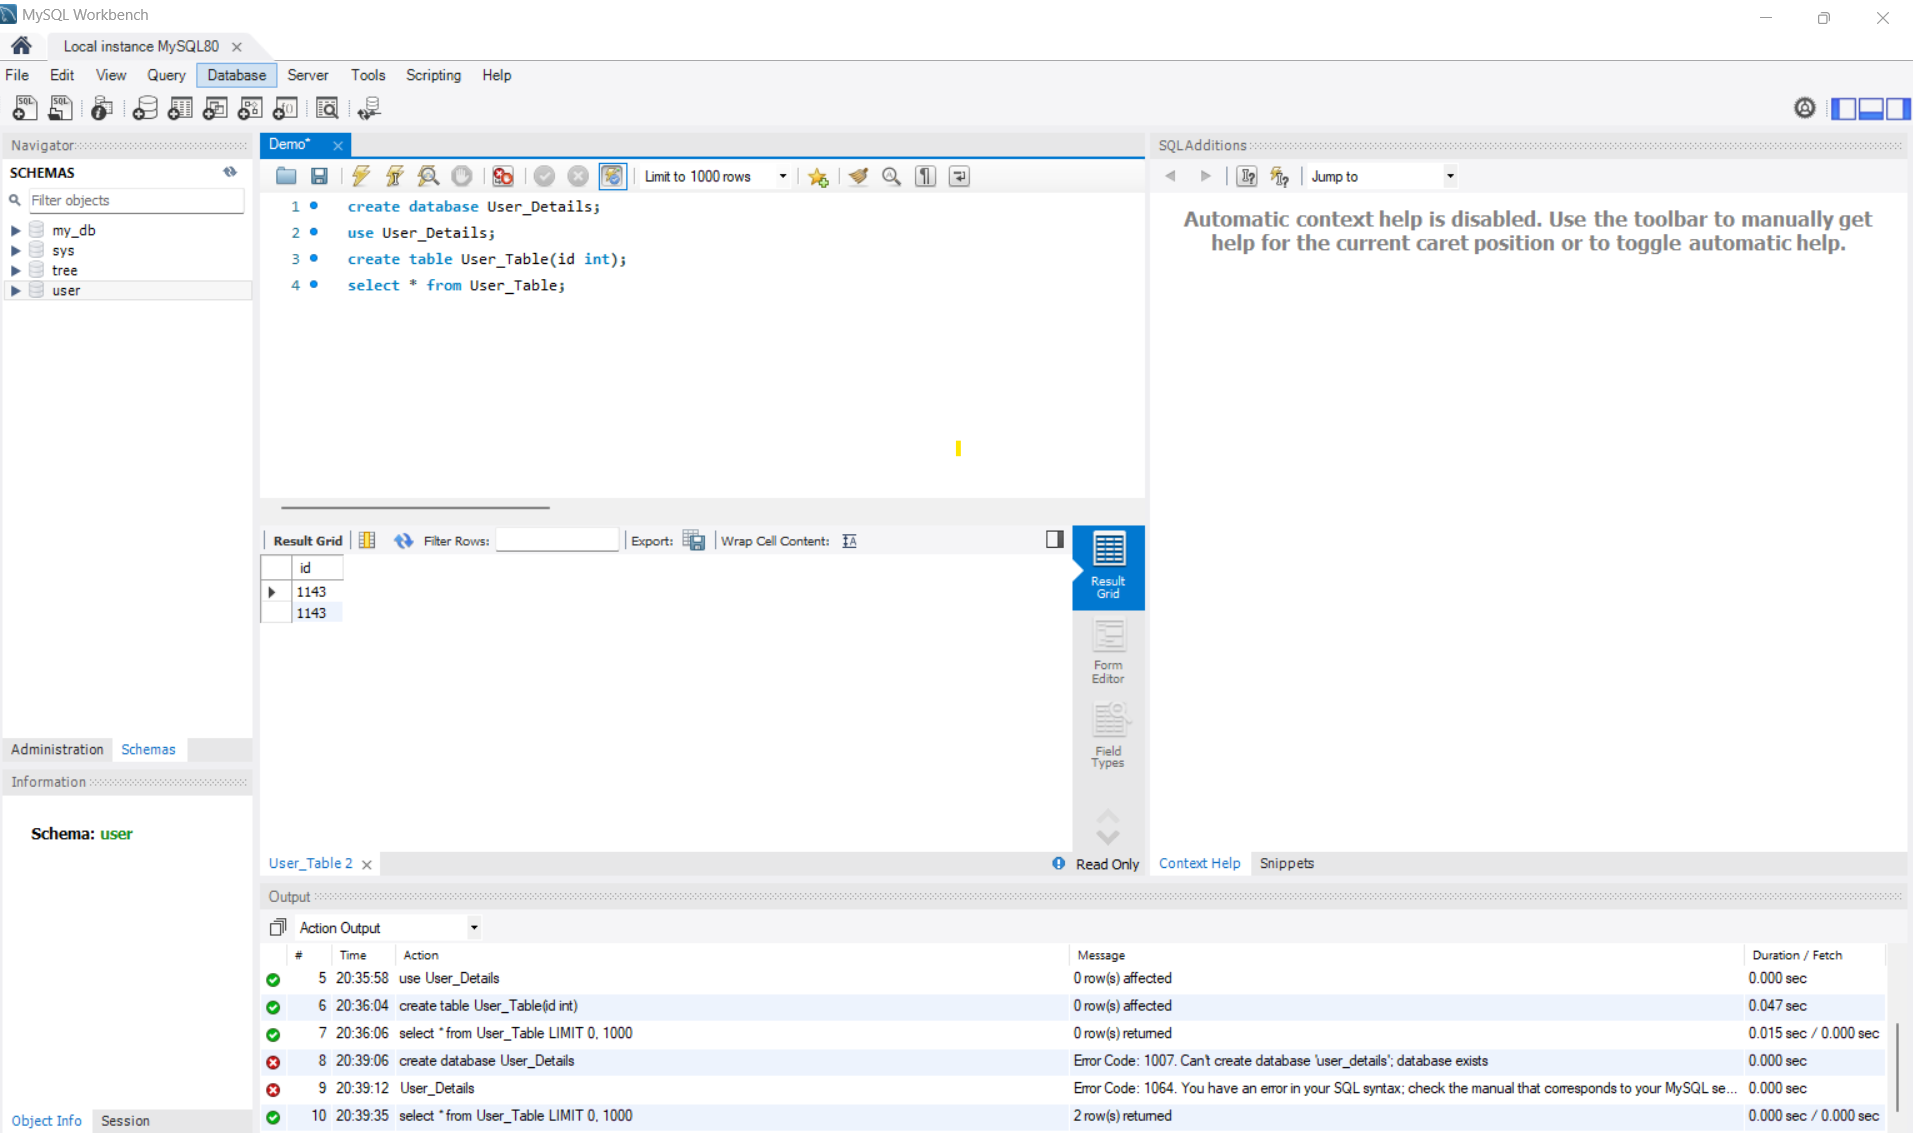 MySQL Workbench
Local instance MySQL80
File Edit View Query Database Server Tools Scripting Help
Navigator
SCHEMAS
Filter objects
my_db
sys
tree
user
Administration Schemas
Information
Schema: user
Object Info Session
Demo*
Limit to 1000 rows
1 create database User_Details;
2 use User_Details;
3 create table User_Table(id int);
4 select * from User_Table;
Result Grid Filter Rows: Export: Wrap Cell Content:
id
1143
1143
Result
Grid
Form
Editor
Field
Types
User_Table 2
Read Only
SQLAdditions
Jump to
Automatic context help is disabled. Use the toolbar to manually get
help for the current caret position or to toggle automatic help.
Context Help Snippets
Output
Action Output
# Time Action Message Duration / Fetch
5 20:35:58 use User_Details 0 row(s) affected 0.000 sec
6 20:36:04 create table User_Table(id int) 0 row(s) affected 0.047 sec
7 20:36:06 select * from User_Table LIMIT 0, 1000 0 row(s) returned 0.015 sec / 0.000 sec
8 20:39:06 create database User_Details Error Code: 1007. Can't create database 'user_details'; database exists 0.000 sec
9 20:39:12 User_Details Error Code: 1064. You have an error in your SQL syntax; check the manual that corresponds to your MySQL se... 0.000 sec
10 20:39:35 select * from User_Table LIMIT 0, 1000 2 row(s) returned 0.000 sec / 0.000 sec